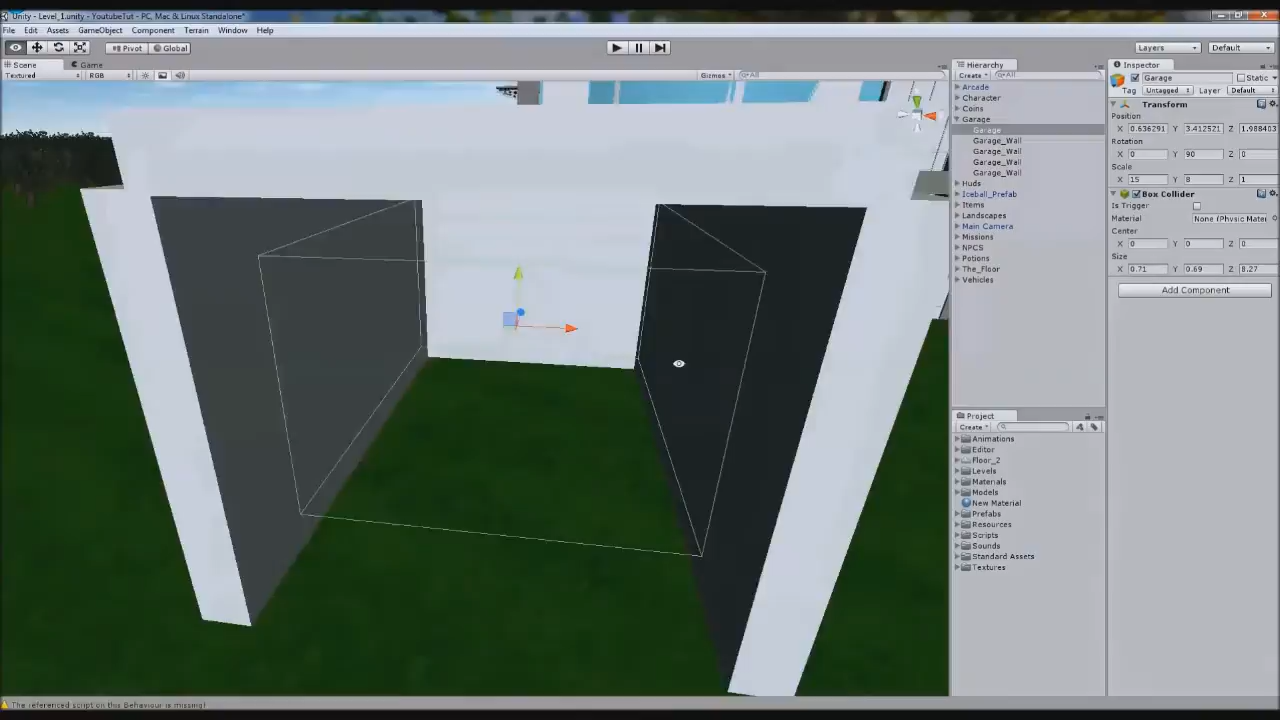 Unity - Level_1.unity - YoutubeTut - PC, Mac & Linux Standalone*
File Edit Assets GameObject Component Terrain Window Help
Pivot Global Layers Default
Scene Game
Textured RGB Gizmos All
Hierarchy
Create All
Arcade
Character
Coins
Garage
Garage
Garage_Wall
Garage_Wall
Garage_Wall
Garage_Wall
Huds
Iceball_Prefab
Items
Landscapes
Main Camera
Missions
NPCS
Potions
The_Floor
Vehicles
Project
Create
Animations
Editor
Floor_2
Levels
Materials
Models
New Material
Prefabs
Resources
Scripts
Sounds
Standard Assets
Textures
Inspector
Garage Static
Tag Untagged Layer Default
Transform
Position
X 0.636291 Y 3.412521 Z 1.988403
Rotation
X 0 Y 90 Z 0
Scale
X 15 Y 8 Z 1
Box Collider
Is Trigger
Material None (Physic Mater
Center
X 0 Y 0 Z 0
Size
X 0.71 Y 0.69 Z 8.27
Add Component
The referenced script on this Behaviour is missing!